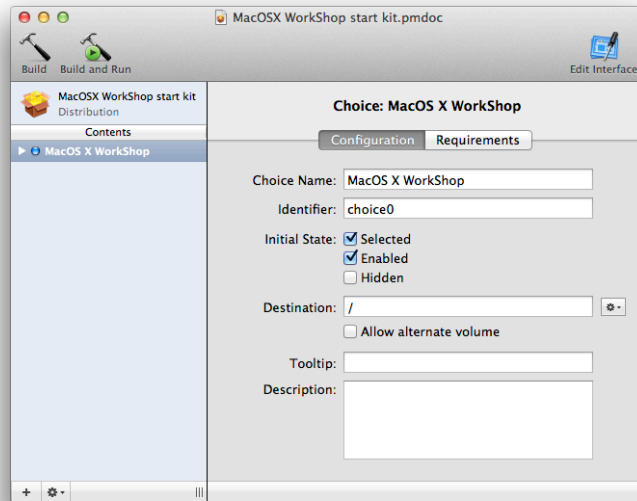 MacOSX WorkShop start kit.pmdoc
Build
Build and Run
Edit Interface
MacOSX WorkShop start kit
Distribution
Contents
MacOS X WorkShop
Choice: MacOS X WorkShop
Configuration
Requirements
Choice Name: MacOS X WorkShop
Identifier: choice0
Initial State: Selected
Enabled
Hidden
Destination: /
Allow alternate volume
Tooltip:
Description: